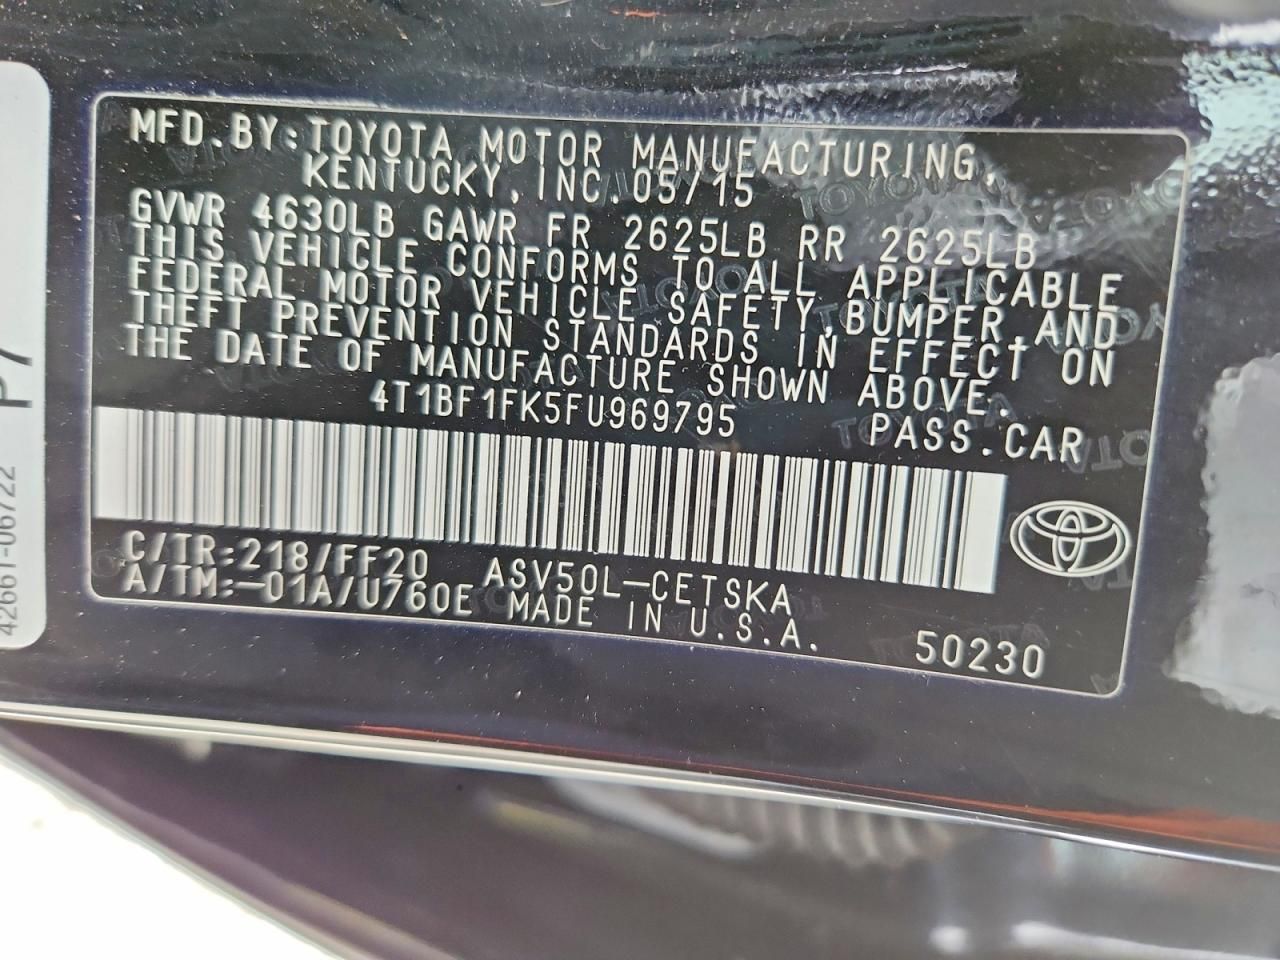 MFD.BY:TOYOTA MOTOR MANUFACTURING,
KENTUCKY,INC.05/15
GVWR 4630LB GAWR FR 2625LB RR 2625LB
THIS VEHICLE CONFORMS TO ALL APPLICABLE
FEDERAL MOTOR VEHICLE SAFETY,BUMPER,AND
THEFT PREVENTION STANDARDS IN EFFECT ON
THE DATE OF MANUFACTURE SHOWN ABOVE.
4T1BF1FK5FU969795 PASS.CAR
C/TR:218/FF20 ASV50L-CETSKA
A/TM:-01A/U760E MADE IN U.S.A.
50230
42661-06722